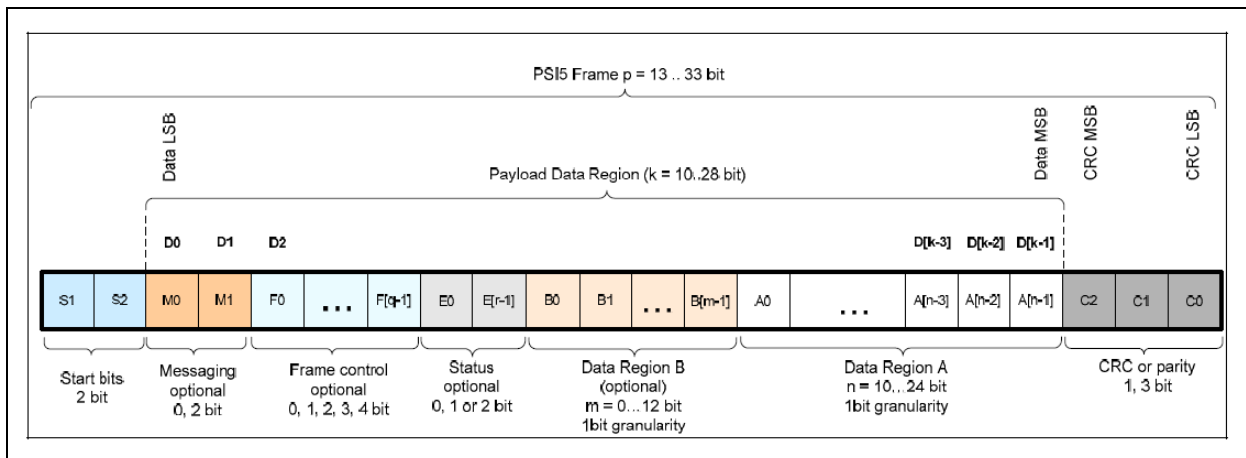 PSI5 Frame p = 13 .. 33 bit
Data LSB
Data MSB
CRC MSB
CRC LSB
Payload Data Region (k = 10..28 bit)
D0 D1 D2 D[k-3] D[k-2] D[k-1]
S1 S2 M0 M1 F0 ... F[q-1] E0 E[r-1] B0 B1 ... B[m-1] A0 ... A[n-3] A[n-2] A[n-1] C2 C1 C0
Start bits
2 bit
Messaging
optional
0, 2 bit
Frame control
optional
0, 1, 2, 3, 4 bit
Status
optional
0, 1 or 2 bit
Data Region B
(optional)
m = 0...12 bit
1bit granularity
Data Region A
n = 10...24 bit
1bit granularity
CRC or parity
1, 3 bit